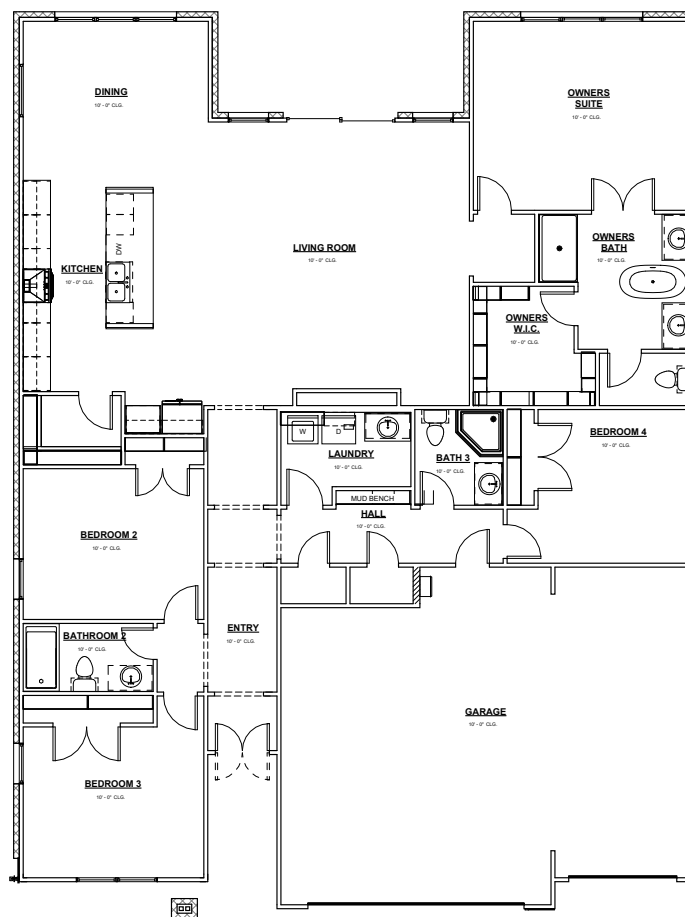 DINING
10' - 0" CLG.
OWNERS
SUITE
10' - 0" CLG.
DW
KITCHEN
10' - 0" CLG.
LIVING ROOM
10' - 0" CLG.
OWNERS
BATH
10' - 0" CLG.
OWNERS
W.I.C.
10' - 0" CLG.
W
D
LAUNDRY
10' - 0" CLG.
BATH 3
10' - 0" CLG.
BEDROOM 4
10' - 0" CLG.
MUD BENCH
HALL
10' - 0" CLG.
BEDROOM 2
10' - 0" CLG.
BATHROOM 2
10' - 0" CLG.
ENTRY
10' - 0" CLG.
GARAGE
10' - 0" CLG.
BEDROOM 3
10' - 0" CLG.